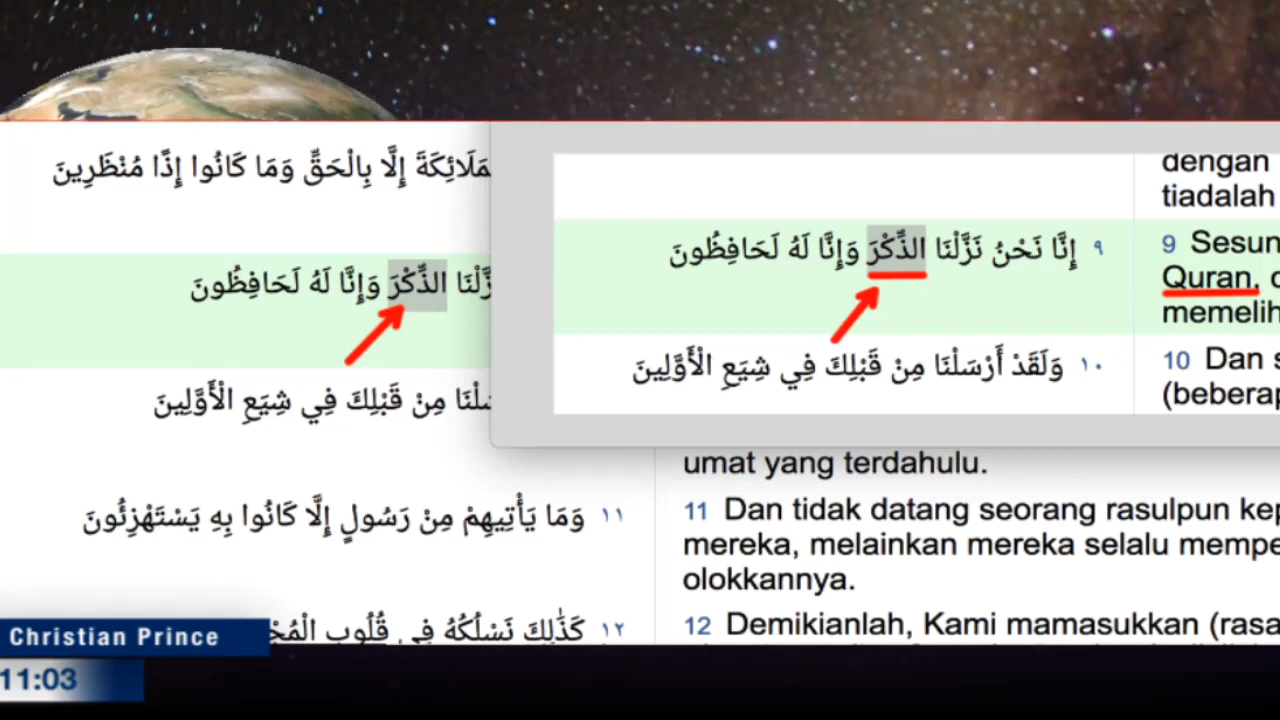 مَلَائِكَةَ إِلَّا بِالْحَقِّ وَمَا كَانُوا إِذًا مُنْظَرِينَ
الذِّكْرَ وَإِنَّا لَهُ لَحَافِظُونَ
مِنْ قَبْلِكَ فِي شِيَعِ الْأَوَّلِينَ
dengan
tiadalah
٩ إِنَّا نَحْنُ نَزَّلْنَا الذِّكْرَ وَإِنَّا لَهُ لَحَافِظُونَ
9 Sesun
Quran,
memelih
١٠ وَلَقَدْ أَرْسَلْنَا مِنْ قَبْلِكَ فِي شِيَعِ الْأَوَّلِينَ
10 Dan
(beberap
umat yang terdahulu.
١١ وَمَا يَأْتِيهِمْ مِنْ رَسُولٍ إِلَّا كَانُوا بِهِ يَسْتَهْزِئُونَ
11 Dan tidak datang seorang rasulpun kep
mereka, melainkan mereka selalu mempe
olokkannya.
١٢ كَذَٰلِكَ نَسْلُكُهُ فِي قُلُوبِ
12 Demikianlah, Kami mamasukkan (rasa
Christian Prince
11:03